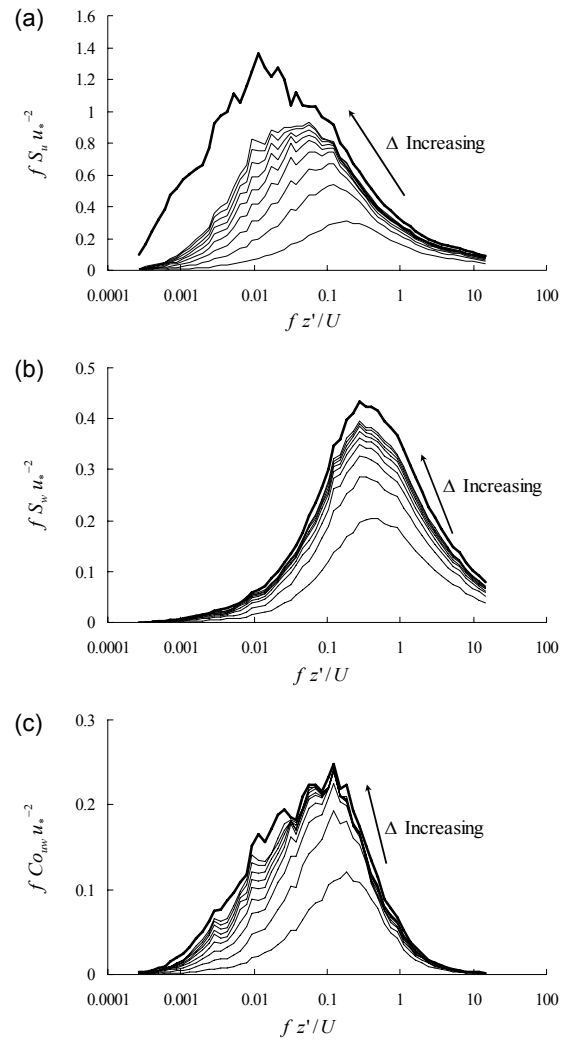 (a)
1.6
1.4
1.2
1
0.8
0.6
0.4
0.2
0
f S_u u_*^{-2}
Δ Increasing
0.0001 0.001 0.01 0.1 1 10 100
f z'/U
(b)
0.5
0.4
0.3
0.2
0.1
0
f S_w u_*^{-2}
Δ Increasing
0.0001 0.001 0.01 0.1 1 10 100
f z'/U
(c)
0.3
0.2
0.1
0
f Co_{uw} u_*^{-2}
Δ Increasing
0.0001 0.001 0.01 0.1 1 10 100
f z'/U